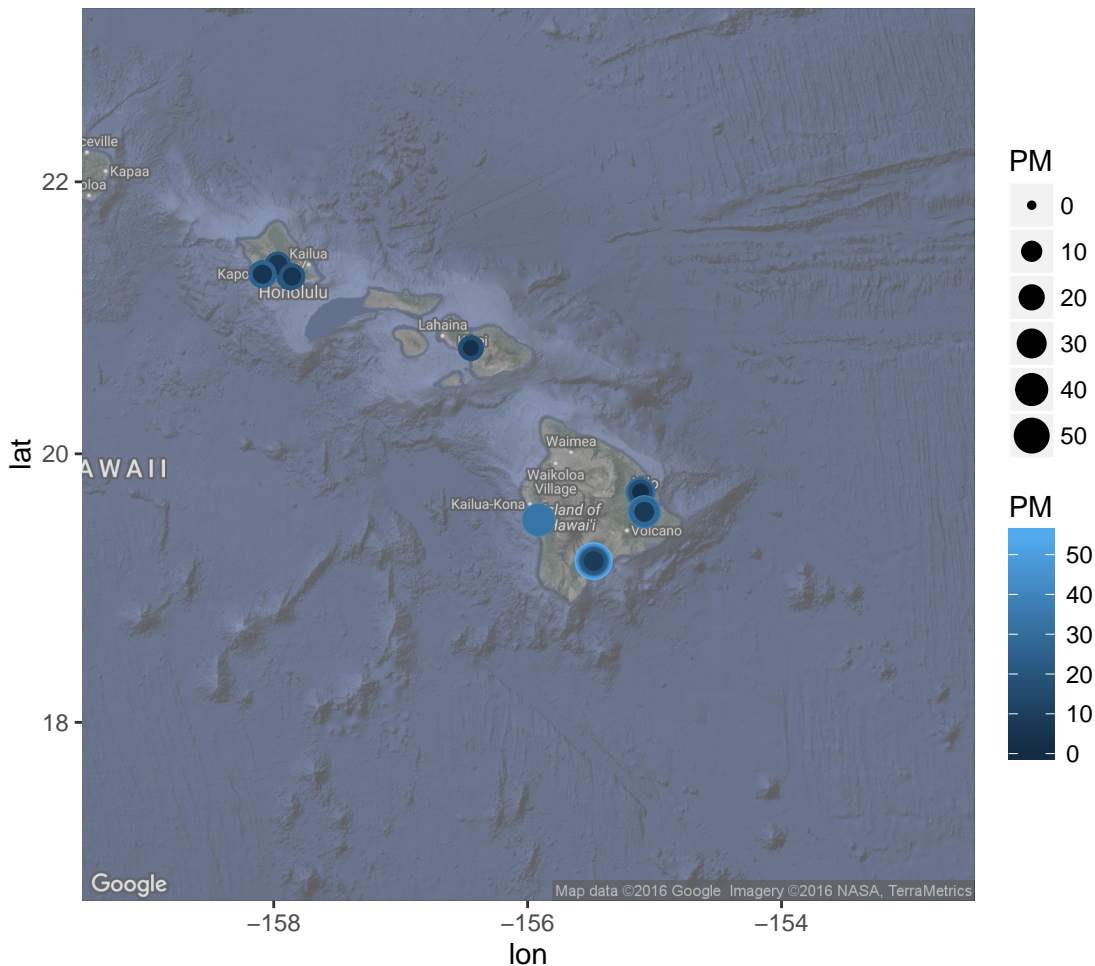 ceville
Kapaa
oloa
Kailua
Kapo
Honolulu
Lahaina
Waimea
Waikoloa
Village
Kailua-Kona
sland of
Hawai'i
Volcano
AWAII
Google
Map data ©2016 Google Imagery ©2016 NASA, TerraMetrics
22
20
18
lat
−158
−156
−154
lon
PM
0
10
20
30
40
50
PM
50
40
30
20
10
0